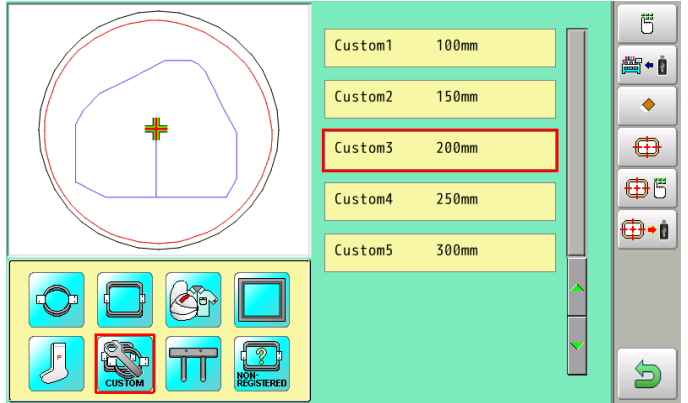 Custom1 100mm
Custom2 150mm
Custom3 200mm
Custom4 250mm
Custom5 300mm
P
CUSTOM
?
NON-
REGISTERED